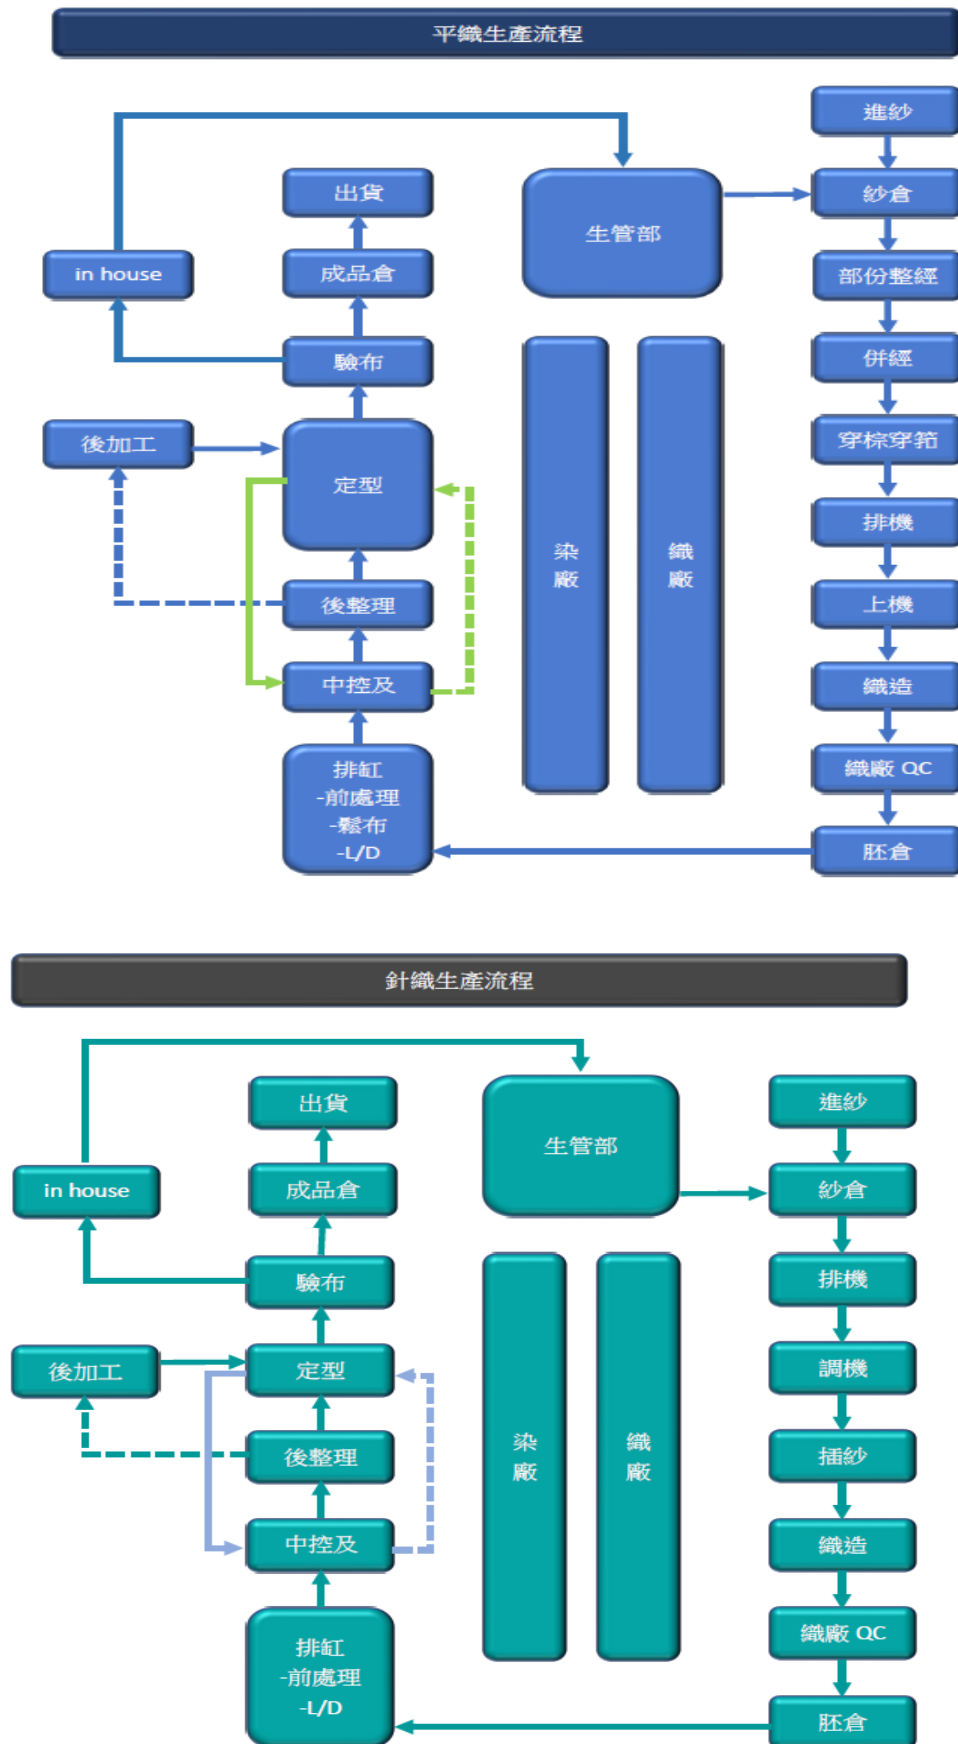 平織生產流程
進紗
生管部
紗倉
出貨
in house
成品倉
部份整經
驗布
併經
後加工
定型
穿棕穿筘
排機
染
廠
織
廠
後整理
上機
中控及
織造
排缸
-前處理
-鬆布
-L/D
織廠 QC
胚倉
針織生產流程
進紗
生管部
出貨
紗倉
in house
成品倉
驗布
排機
後加工
定型
調機
染
廠
織
廠
後整理
插紗
中控及
織造
排缸
-前處理
-L/D
織廠 QC
胚倉